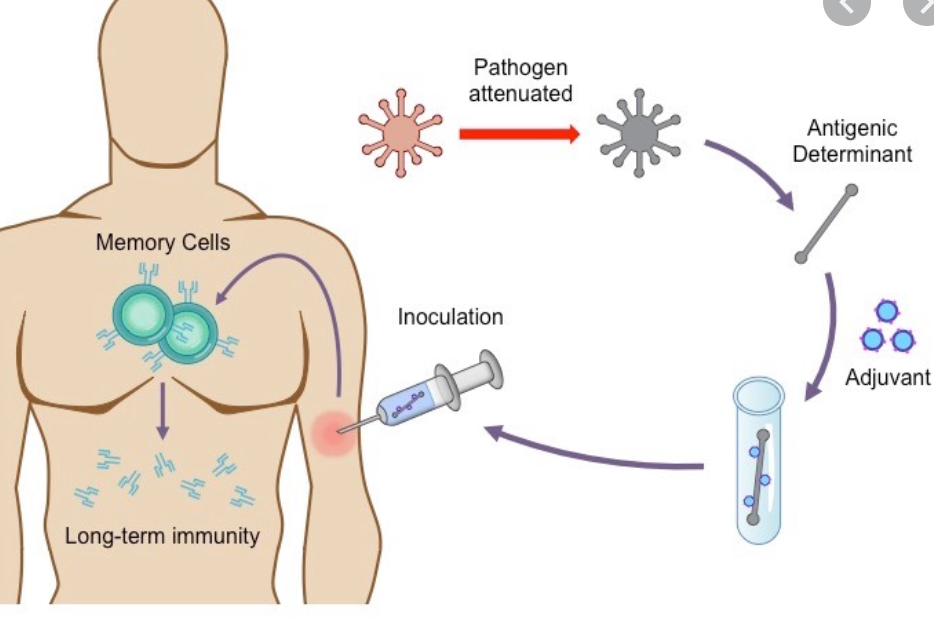 Pathogen
attenuated
Antigenic
Determinant
Memory Cells
Inoculation
Adjuvant
Long-term immunity